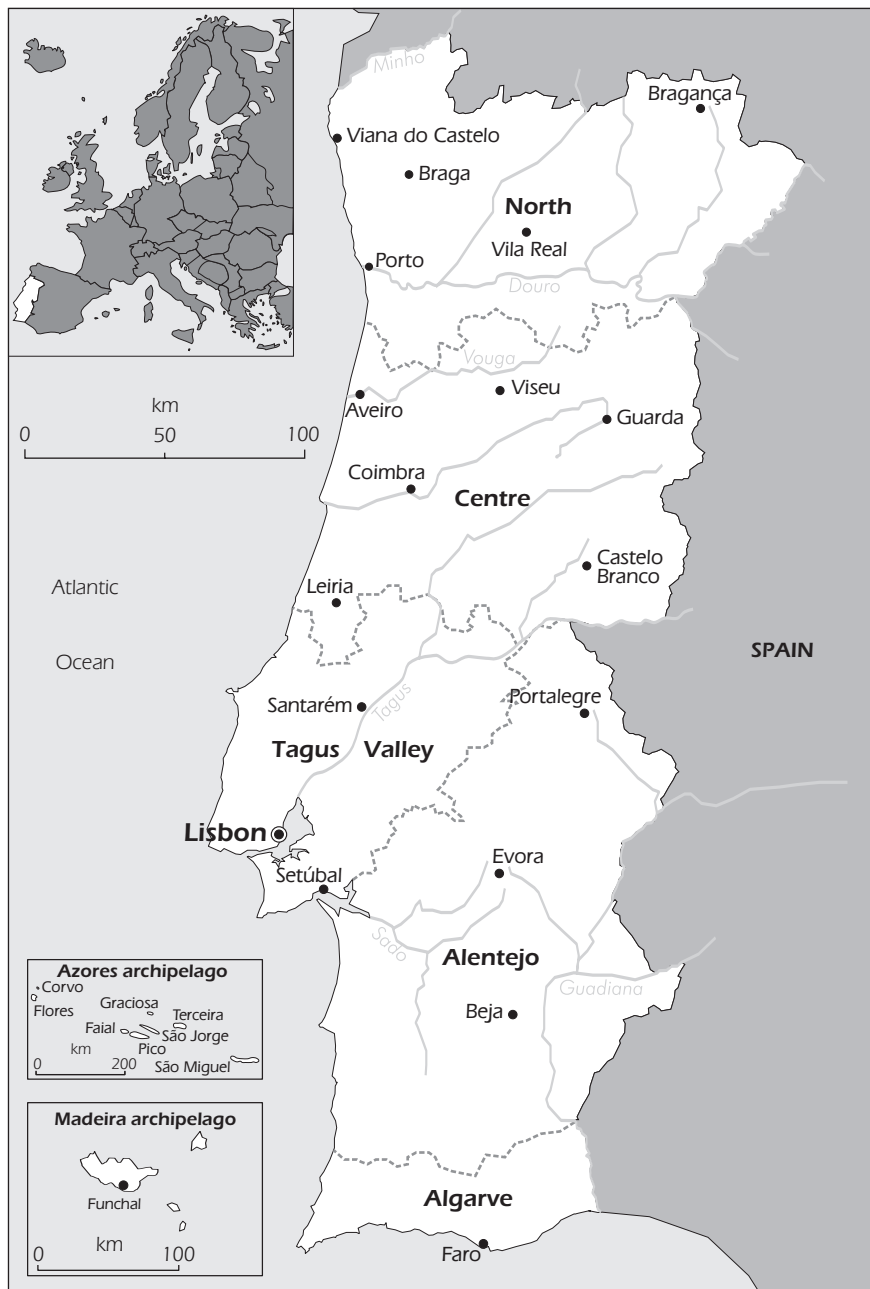 Minho
Bragança
Viana do Castelo
Braga
North
Vila Real
Porto
Douro
Vouga
km
Viseu
Aveiro
Guarda
0 50 100
Coimbra
Centre
Castelo
Branco
Atlantic
Leiria
Ocean
SPAIN
Portalegre
Santarém
Tagus
Tagus Valley
Lisbon
Evora
Setúbal
Sado
Alentejo
Guadiana
Beja
Azores archipelago
Corvo
Flores
Graciosa
Terceira
Faial
São Jorge
Pico
km
0 200
São Miguel
Madeira archipelago
Funchal
km
0 100
Algarve
Faro